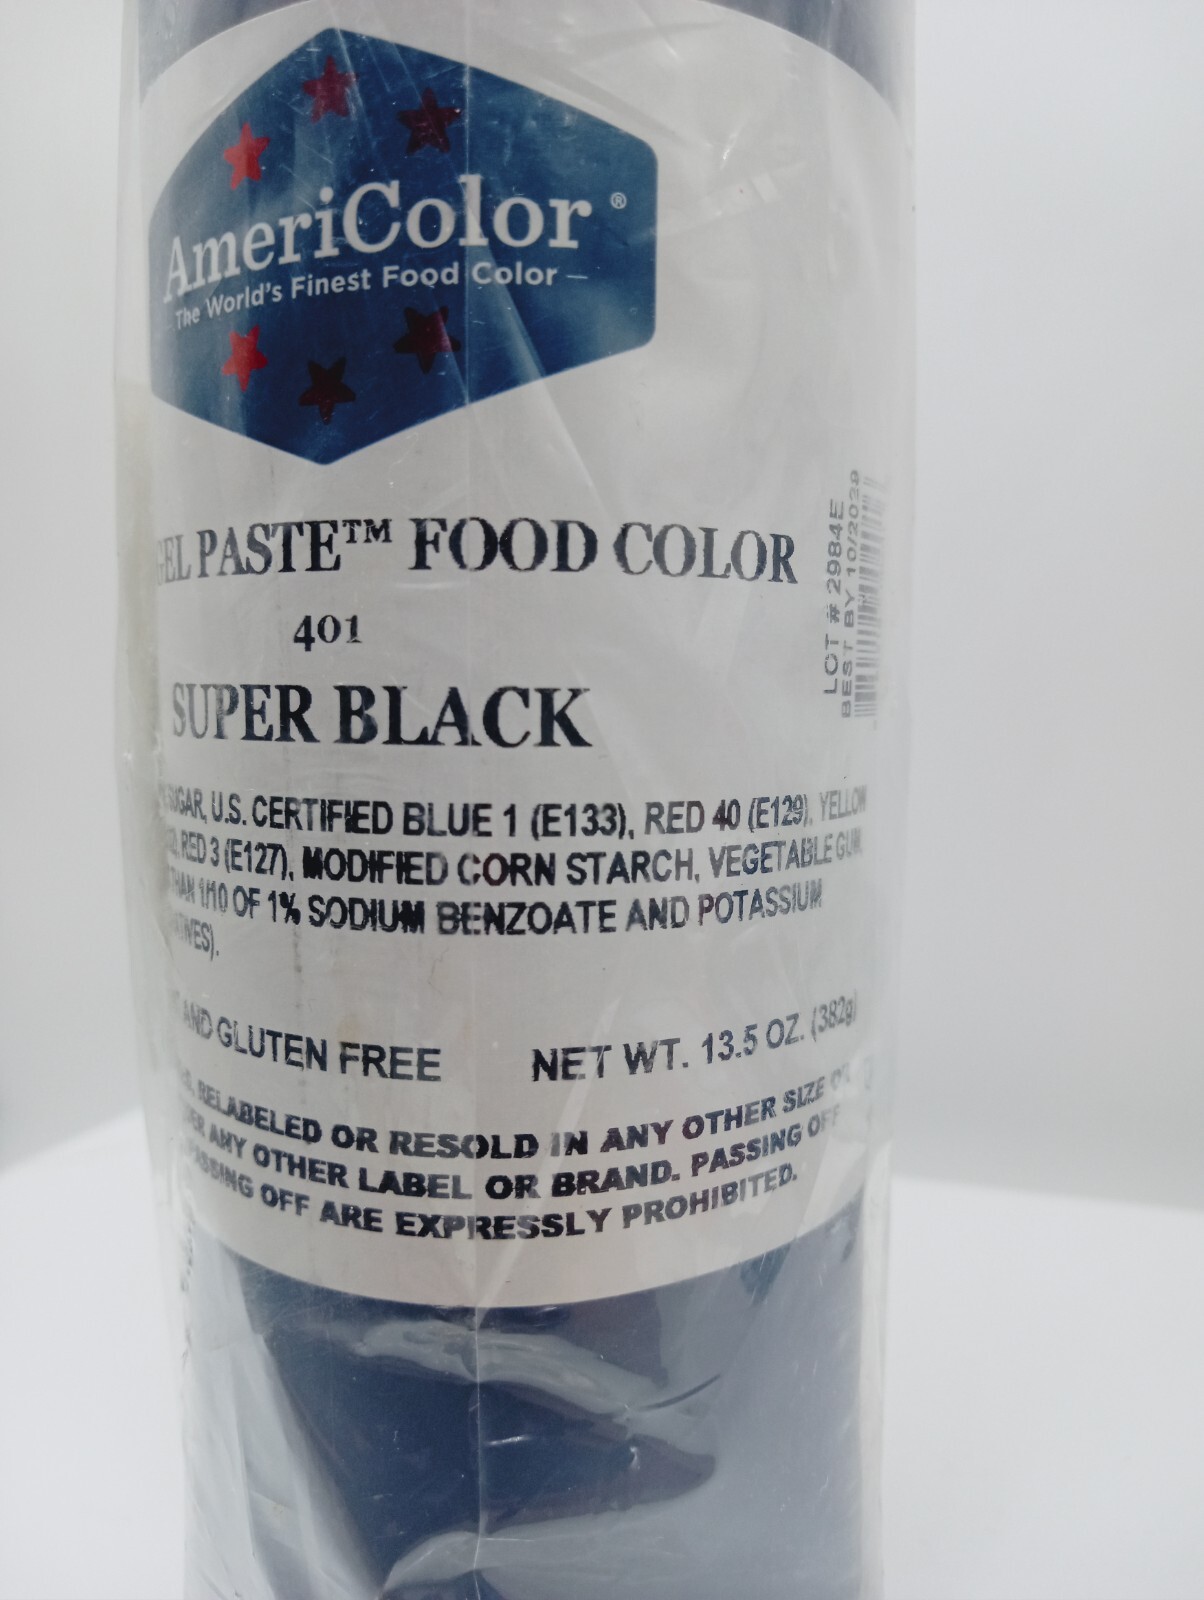 AmeriColor®
The World's Finest Food Color
GEL PASTE™ FOOD COLOR
401
SUPER BLACK
SUGAR, U.S. CERTIFIED BLUE 1 (E133), RED 40 (E129), YELLOW
RED 3 (E127), MODIFIED CORN STARCH, VEGETABLE GUM,
THAN 1/10 OF 1% SODIUM BENZOATE AND POTASSIUM
AND GLUTEN FREE
NET WT. 13.5 OZ. (382g)
RELABELED OR RESOLD IN ANY OTHER SIZE OR
ANY OTHER LABEL OR BRAND. PASSING OFF
PASSING OFF ARE EXPRESSLY PROHIBITED.
LOT # 2984E
BEST BY 10/2029